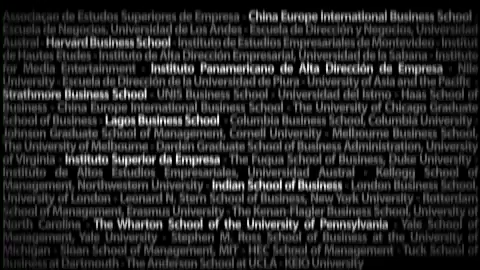 Associaçao de Estudos Superiores de Empresa · China Europe International Business School
Escuela de Negocios, Universidad de Los Andes · Escuela de Dirección y Negocios, Universidad
Austral · Harvard Business School · Instituto de Estudios Empresariales de Montevideo · Institut
de Hautes Etudes · Instituto de Alta Dirección Empresarial, Universidad de la Sabana
de Media Entertainment · Instituto Panamericano de Alta Dirección de Empresa · Nile
University · Escuela de Dirección Universidad de Piura · University of Asia and the Pacific
Strathmore Business School · UNIS Business School · Universidad del Istmo · School of
Business · China Europe International Business School · The University of Chicago Graduate
School of Business · Lagos Business School · Columbia Business School, Columbia University
Johnson Graduate School of Management, Cornell University · Melbourne Business School,
The University of Melbourne · Darden Graduate School of Business Administration, University
of Virginia · Instituto Superior da Empresa · The Fuqua School of Business, Duke University
Instituto de Altos Estudios Empresariales, Universidad Austral · Kellogg School of
Management, Northwestern University · Indian School of Business · London Business School,
University of London · Leonard N. Stern School of Business, New York University · Rotterdam
School of Management, Erasmus University · Kenan Flagler Business School, University of
North Carolina · The Wharton School of the University of Pennsylvania · Yale School of
Management, Yale University · Stephen M. Ross School of Business at the University of
Michigan · Sloan School of Management, MIT · HEC School of Management · Tuck School of
Business at Dartmouth · The Anderson School at UCLA · KEIO University